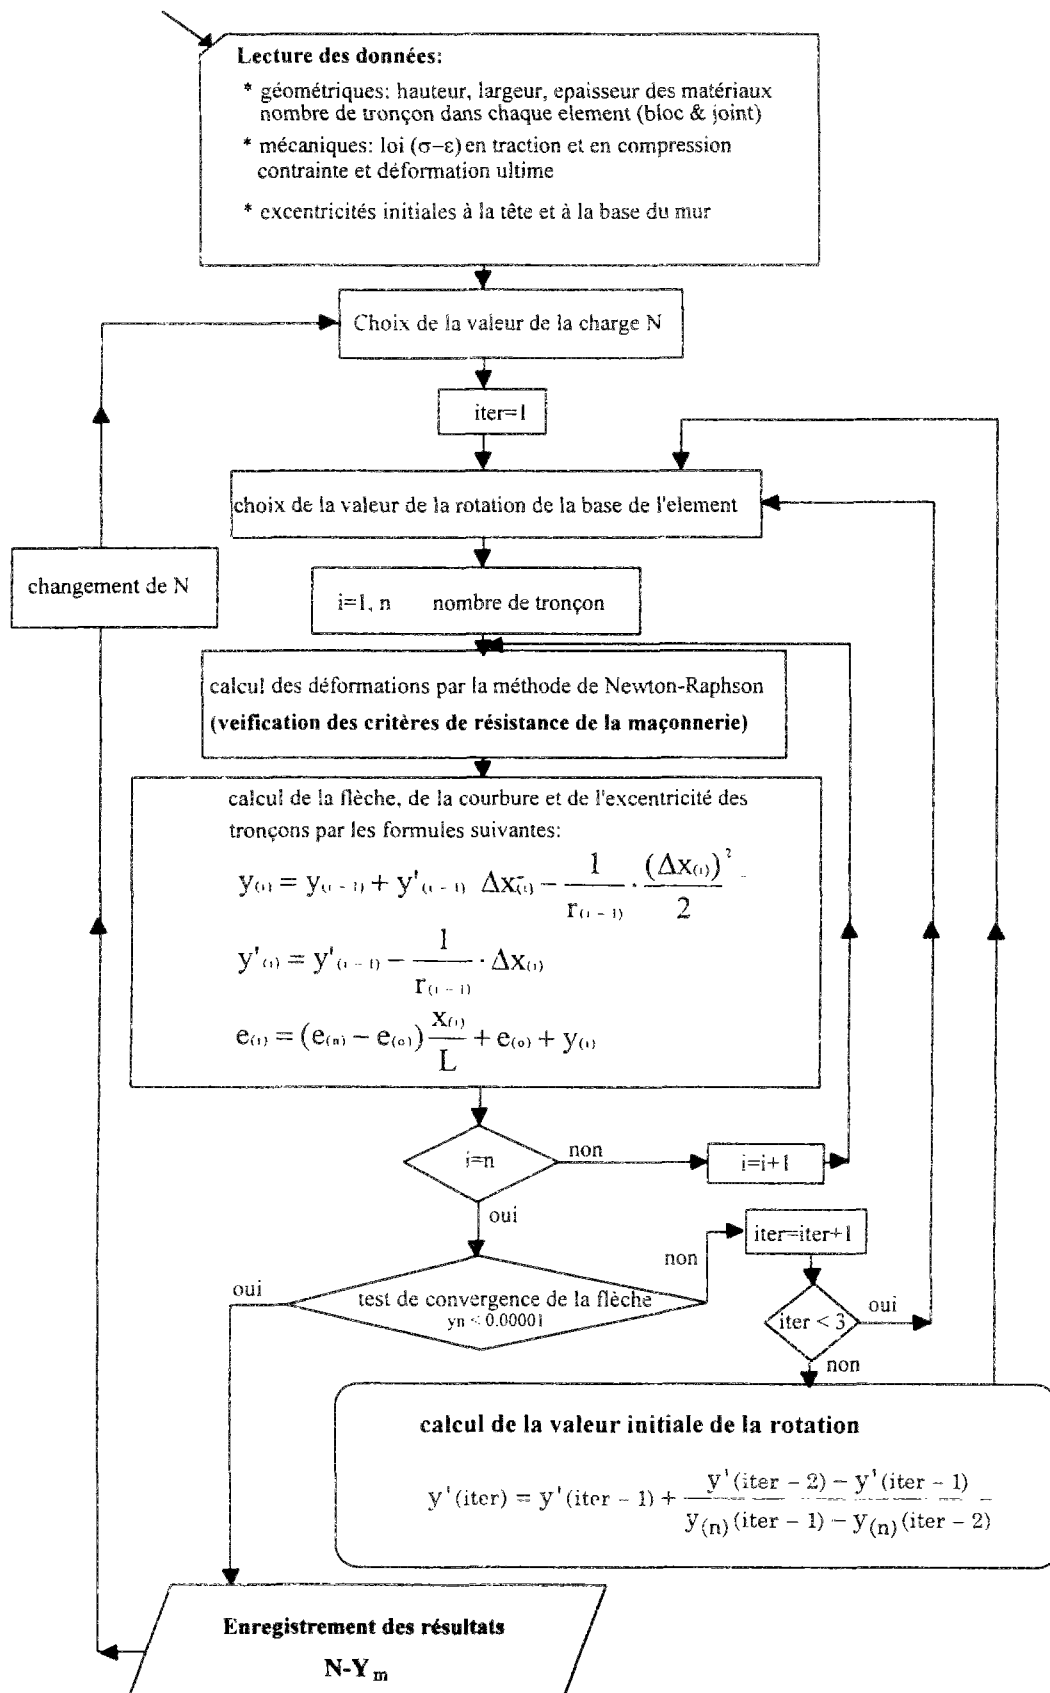 Lecture des données:
* géométriques: hauteur, largeur, epaisseur des matériaux
nombre de tronçon dans chaque element (bloc & joint)
* mécaniques: loi (σ–ε) en traction et en compression
contrainte et déformation ultime
* excentricités initiales à la tête et à la base du mur
Choix de la valeur de la charge N
iter=1
choix de la valeur de la rotation de la base de l'element
changement de N
i=1, n nombre de tronçon
calcul des déformations par la méthode de Newton-Raphson
(veification des critères de résistance de la maçonnerie)
calcul de la flèche, de la courbure et de l'excentricité des
tronçons par les formules suivantes:
y(i) = y(i - 1) + y'(i - 1) Δx(i) – 1/r(i - 1) · (Δx(i))²/2
y'(i) = y'(i - 1) – 1/r(i - 1) · Δx(i)
e(i) = (e(n) – e(o)) x(i)/L + e(o) + y(i)
i=n
non
i=i+1
oui
iter=iter+1
non
oui
test de convergence de la flèche
yn < 0.00001
iter < 3
oui
non
calcul de la valeur initiale de la rotation
y'(iter) = y'(iter – 1) + y'(iter – 2) – y'(iter – 1) / y(n)(iter – 1) – y(n)(iter – 2)
Enregistrement des résultats
N-Ym